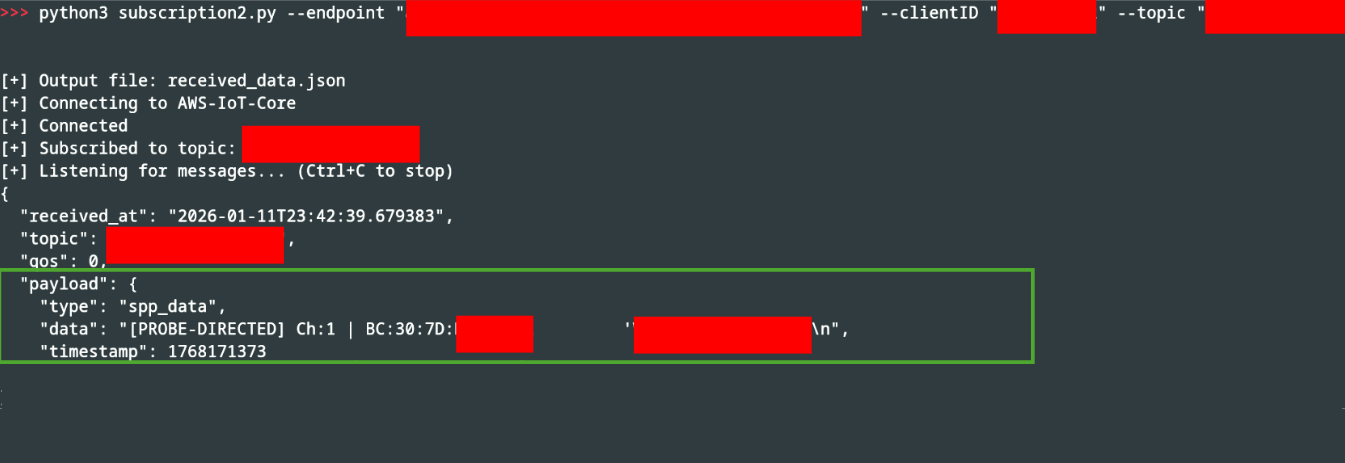 >>> python3 subscription2.py --endpoint " " --clientID " " --topic "
[+] Output file: received_data.json
[+] Connecting to AWS-IoT-Core
[+] Connected
[+] Subscribed to topic:
[+] Listening for messages... (Ctrl+C to stop)
{
"received_at": "2026-01-11T23:42:39.679383",
"topic": ,
"qos": 0,
"payload": {
"type": "spp_data",
"data": "[PROBE-DIRECTED] Ch:1 | BC:30:7D: ' \n",
"timestamp": 1768171373